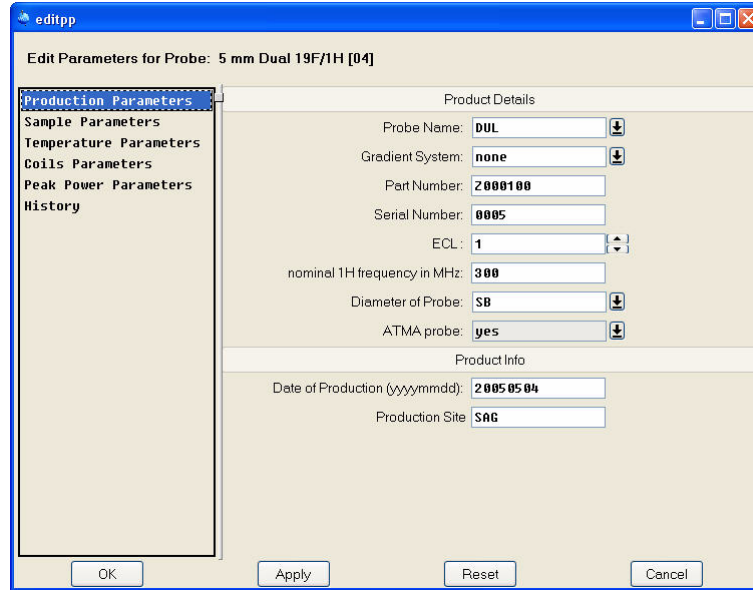 editpp
Edit Parameters for Probe: 5 mm Dual 19F/1H [04]
Production Parameters
Sample Parameters
Temperature Parameters
Coils Parameters
Peak Power Parameters
History
Product Details
Probe Name: DUL
Gradient System: none
Part Number: Z000100
Serial Number: 0005
ECL: 1
nominal 1H frequency in MHz: 300
Diameter of Probe: SB
ATMA probe: yes
Product Info
Date of Production (yyyymmdd): 20050504
Production Site SAG
OK Apply Reset Cancel